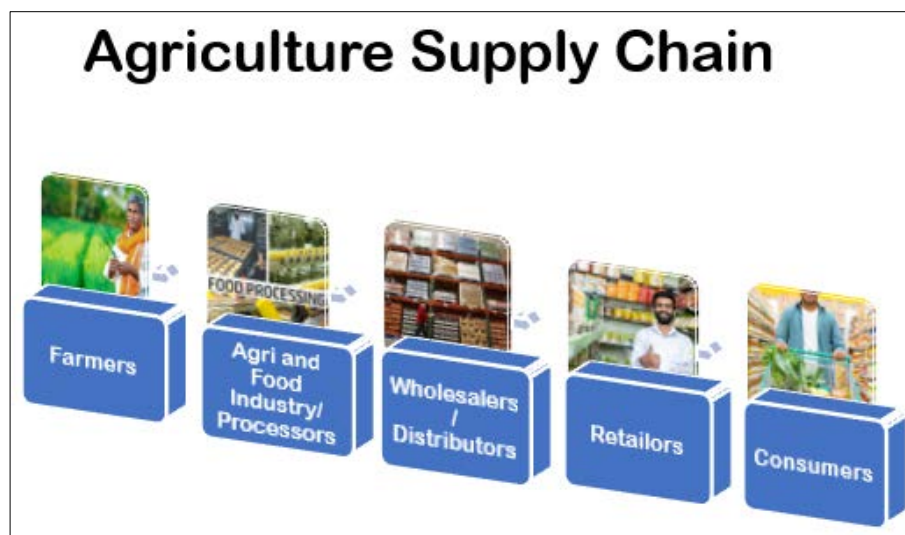 Agriculture Supply Chain
FOOD PROCESSING
Farmers
Agri and
Food
Industry/
Processors
Wholesalers
/
Distributors
Retailors
Consumers